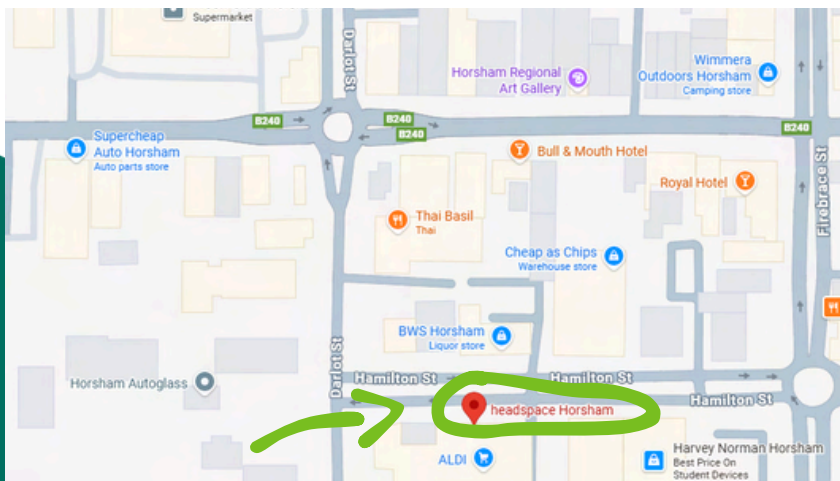 Supermarket
Darlot St
Horsham Regional
Art Gallery
Wimmera
Outdoors Horsham
Camping store
B240
B240
B240
B240
Supercheap
Auto Horsham
Auto parts store
Bull & Mouth Hotel
Royal Hotel
Firebrace St
Thai Basil
Thai
Cheap as Chips
Warehouse store
BWS Horsham
Liquor store
Darlot St
Hamilton St
Hamilton St
Horsham Autoglass
headspace Horsham
Hamilton St
ALDI
Harvey Norman Horsham
Best Price On
Student Devices